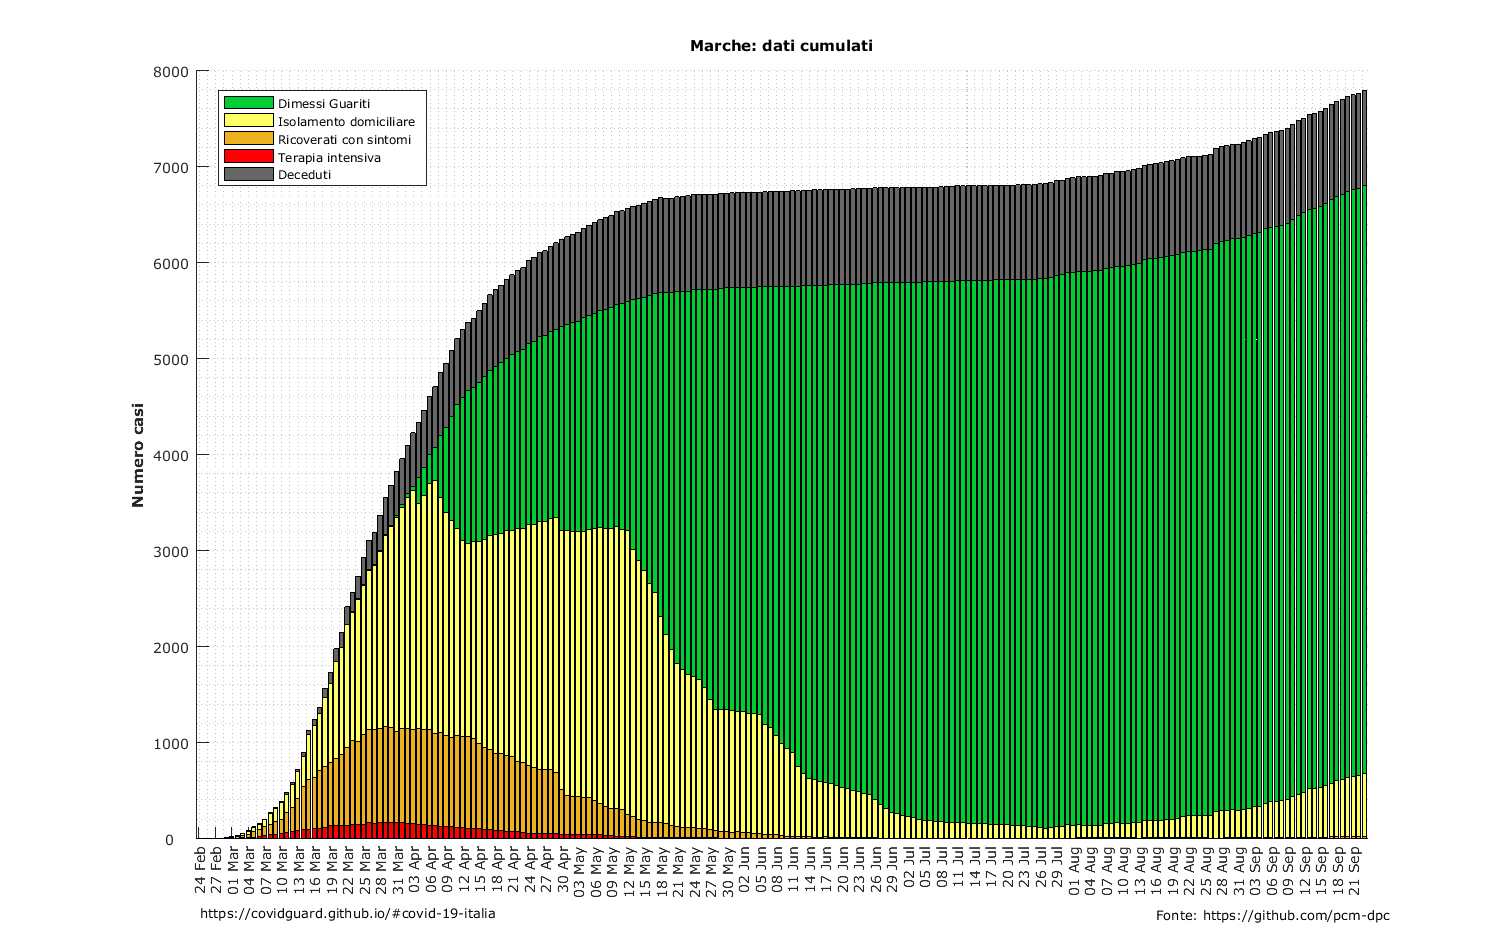 Marche: dati cumulati
Numero casi
8000
7000
6000
5000
4000
3000
2000
1000
0
Dimessi Guariti
Isolamento domiciliare
Ricoverati con sintomi
Terapia intensiva
Deceduti
24 Feb
27 Feb
01 Mar
04 Mar
07 Mar
10 Mar
13 Mar
16 Mar
19 Mar
22 Mar
25 Mar
28 Mar
31 Mar
03 Apr
06 Apr
09 Apr
12 Apr
15 Apr
18 Apr
21 Apr
24 Apr
27 Apr
30 Apr
03 May
06 May
09 May
12 May
15 May
18 May
21 May
24 May
27 May
30 May
02 Jun
05 Jun
08 Jun
11 Jun
14 Jun
17 Jun
20 Jun
23 Jun
26 Jun
29 Jun
02 Jul
05 Jul
08 Jul
11 Jul
14 Jul
17 Jul
20 Jul
23 Jul
26 Jul
29 Jul
01 Aug
04 Aug
07 Aug
10 Aug
13 Aug
16 Aug
19 Aug
22 Aug
25 Aug
28 Aug
31 Aug
03 Sep
06 Sep
09 Sep
12 Sep
15 Sep
18 Sep
21 Sep
https://covidguard.github.io/#covid-19-italia
Fonte: https://github.com/pcm-dpc